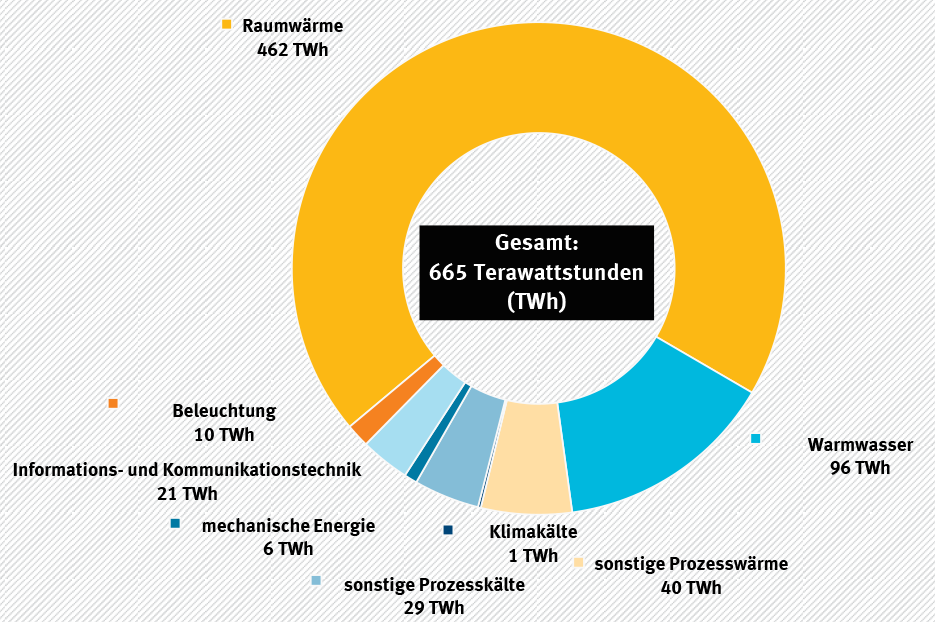 Raumwärme
462 TWh
Gesamt:
665 Terawattstunden
(TWh)
Beleuchtung
10 TWh
Warmwasser
96 TWh
Informations- und Kommunikationstechnik
21 TWh
mechanische Energie
6 TWh
Klimakälte
1 TWh
sonstige Prozesswärme
40 TWh
sonstige Prozesskälte
29 TWh